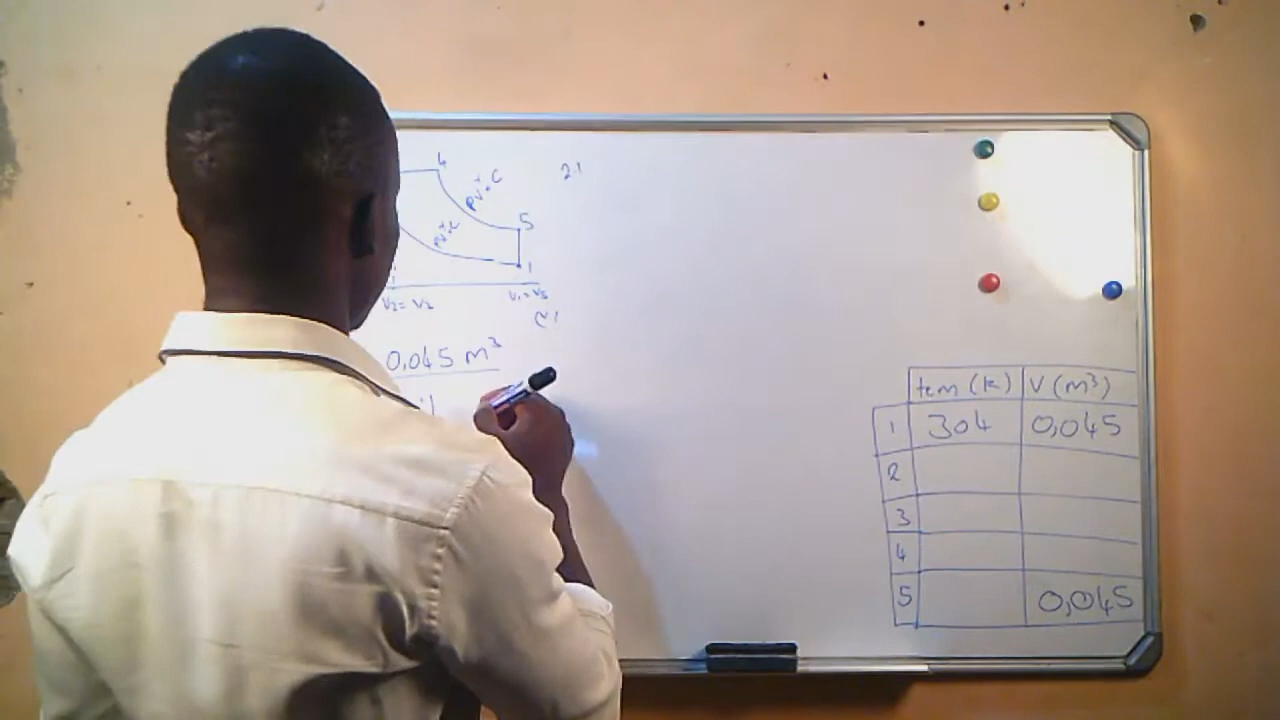 4
PV^γ=C
2.1
5
PV^γ=C
1
V₂= V₂
V₁=V₅
0,045 m³
tem (k) V (m³)
1 304 0,045
2
3
4
5 0,045